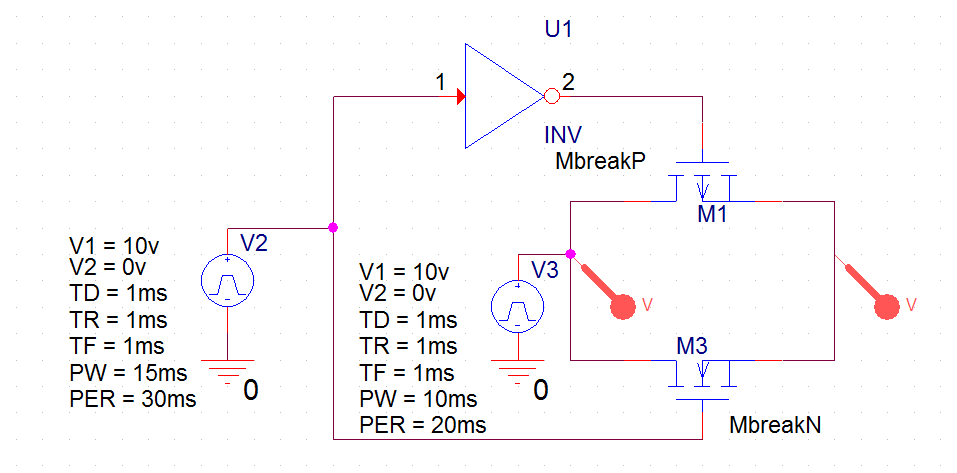 U1
1
2
INV
MbreakP
M1
V2
V1 = 10v
V2 = 0v
TD = 1ms
TR = 1ms
TF = 1ms
PW = 15ms
PER = 30ms
0
V3
V1 = 10v
V2 = 0v
TD = 1ms
TR = 1ms
TF = 1ms
PW = 10ms
PER = 20ms
0
V
V
M3
MbreakN